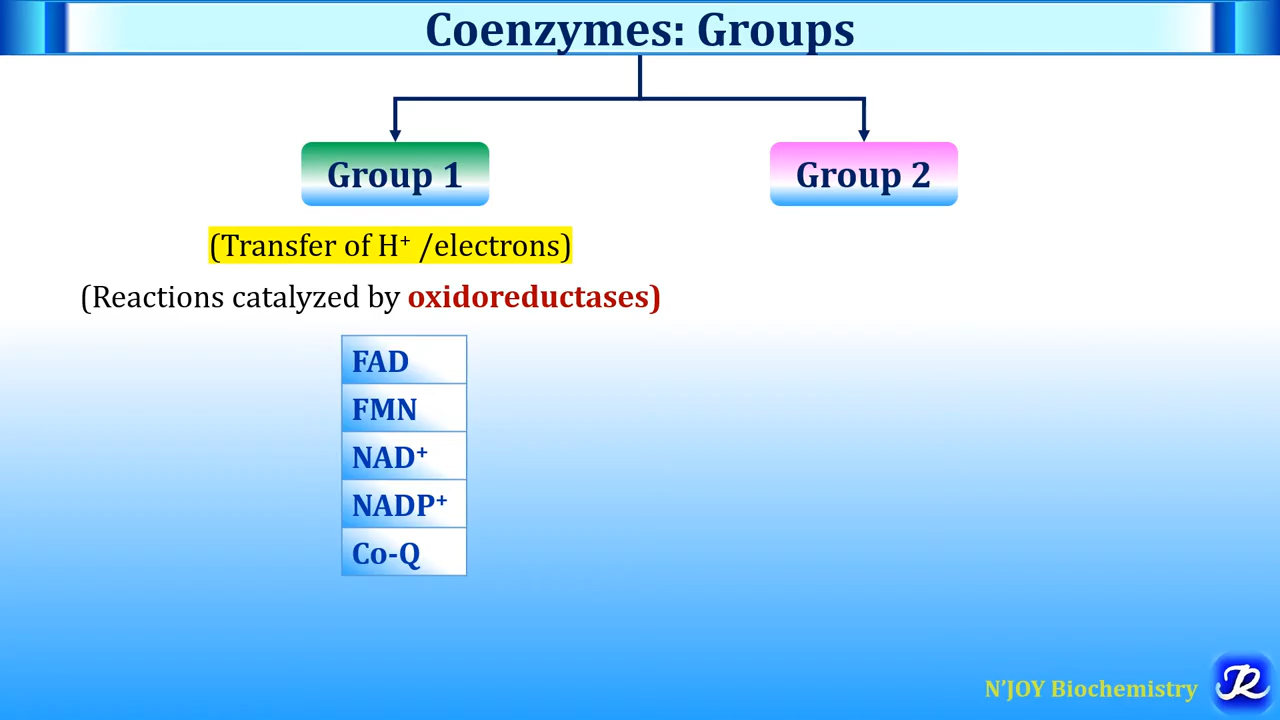 Coenzymes: Groups
Group 1
Group 2
(Transfer of H⁺ /electrons)
(Reactions catalyzed by oxidoreductases)
FAD
FMN
NAD⁺
NADP⁺
Co-Q
N’JOY Biochemistry